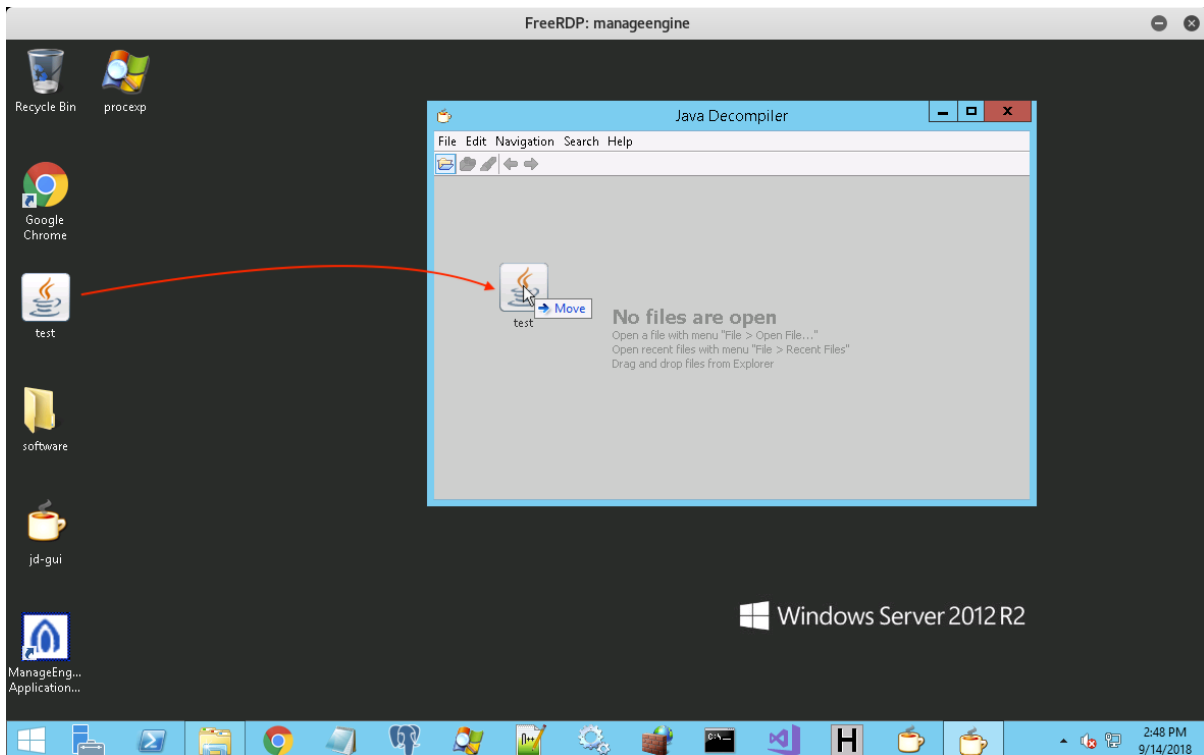 FreeRDP: manageengine
Recycle Bin
procexp
Google
Chrome
test
software
jd-gui
ManageEng...
Application...
Java Decompiler
File Edit Navigation Search Help
test
Move
No files are open
Open a file with menu "File > Open File..."
Open recent files with menu "File > Recent Files"
Drag and drop files from Explorer
Windows Server 2012 R2
2:48 PM
9/14/2018